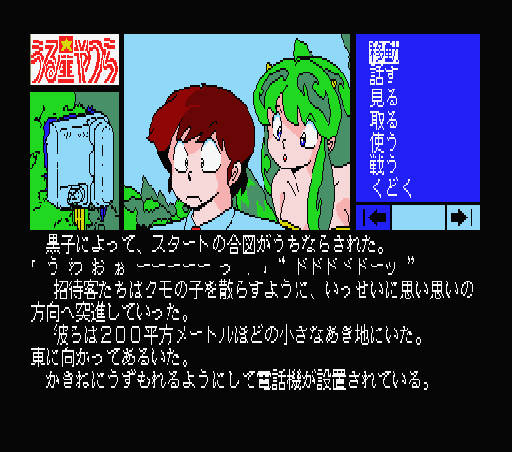 うる星やつら
移動
話す
見る
取る
使う
戦う
くどく
黒子によって、スタートの合図がうちならされた。
「うわおぉーーーーーっ．」“ドドドドドーッ”
招待客たちはクモの子を散らすように、いっせいに思い思いの
方向へ突進していった。
彼らは200平方メートルほどの小さなあき地にいた。
東に向かってあるいた。
かきねにうずもれるようにして電話機が設置されている。